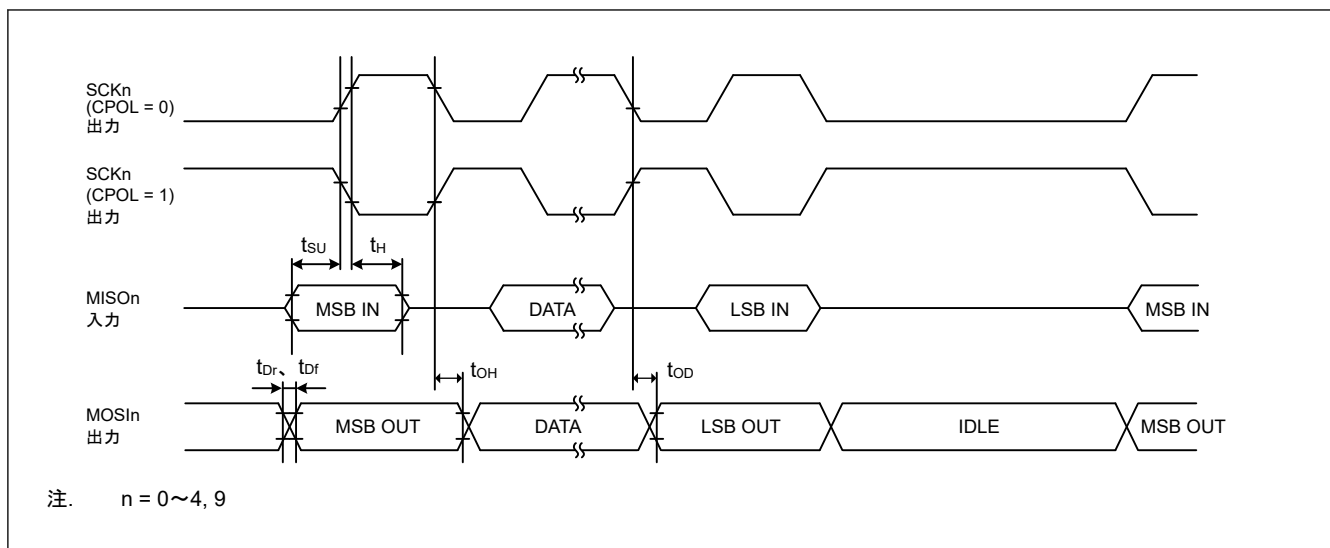 SCKn
(CPOL = 0)
出力
SCKn
(CPOL = 1)
出力
tSU
tH
MISOn
入力
MSB IN
DATA
LSB IN
MSB IN
tDr、 tDf
tOH
tOD
MOSIn
出力
MSB OUT
DATA
LSB OUT
IDLE
MSB OUT
注. n = 0～4, 9